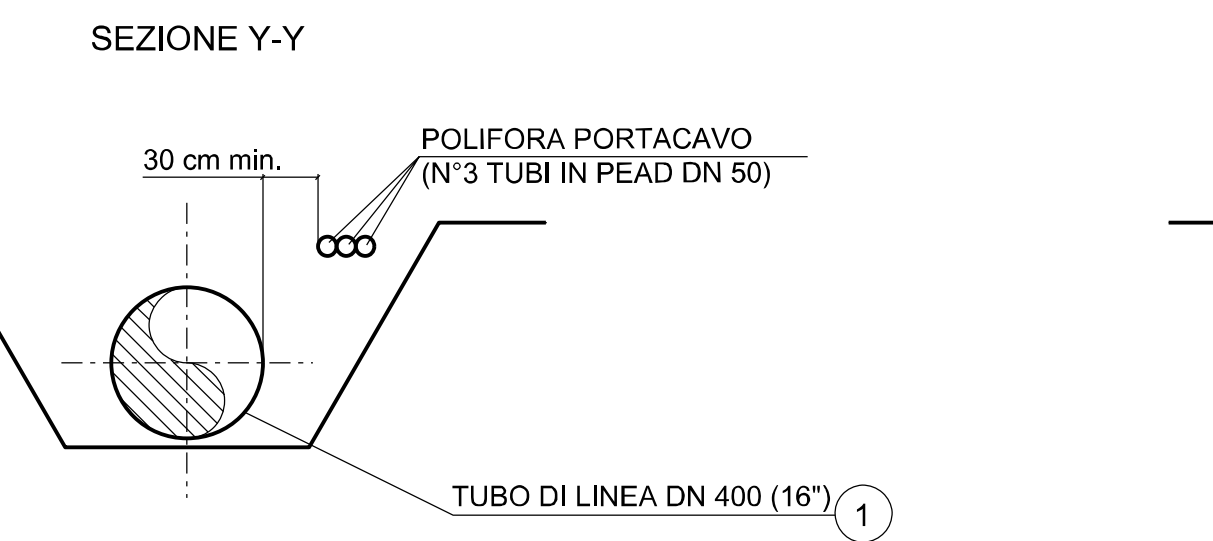 SEZIONE Y-Y
30 cm min.
POLIFORA PORTACAVO
(N°3 TUBI IN PEAD DN 50)
TUBO DI LINEA DN 400 (16")
1